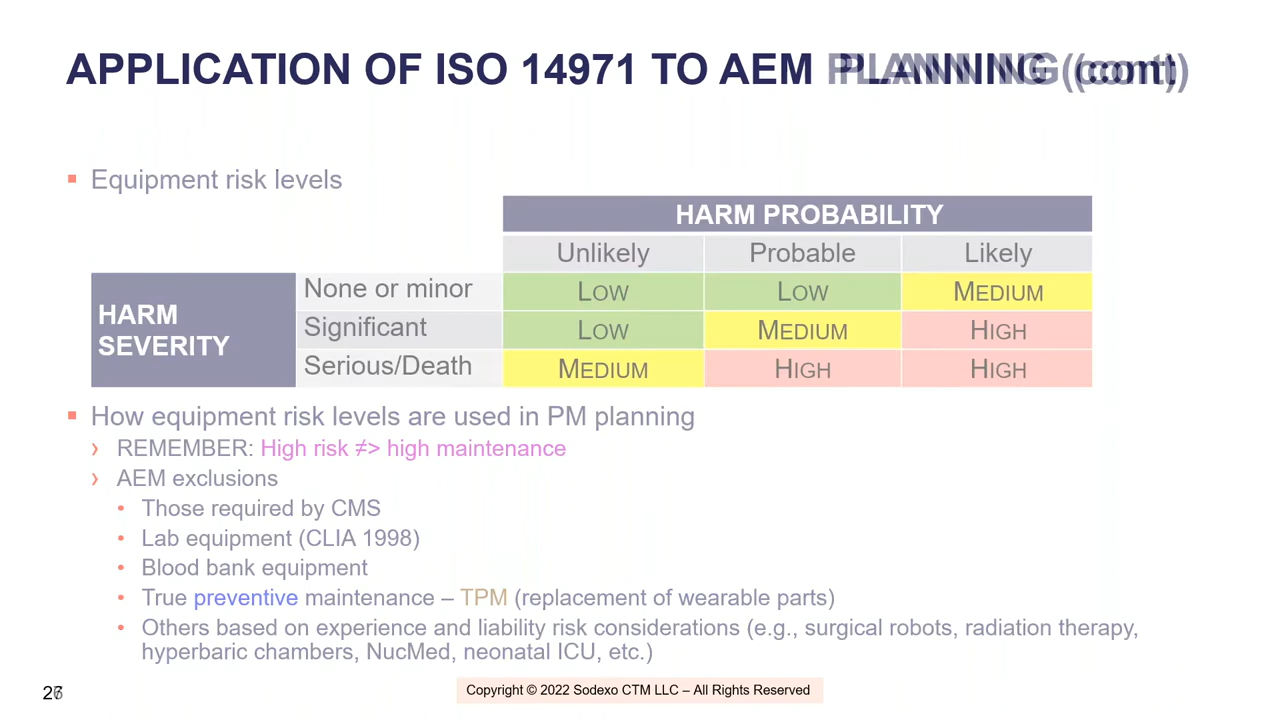 APPLICATION OF ISO 14971 TO AEM PLANNING (cont)
Equipment risk levels
HARM PROBABILITY
Unlikely Probable Likely
HARM SEVERITY
None or minor LOW LOW MEDIUM
Significant LOW MEDIUM HIGH
Serious/Death MEDIUM HIGH HIGH
How equipment risk levels are used in PM planning
› REMEMBER: High risk ≠> high maintenance
› AEM exclusions
• Those required by CMS
• Lab equipment (CLIA 1998)
• Blood bank equipment
• True preventive maintenance – TPM (replacement of wearable parts)
• Others based on experience and liability risk considerations (e.g., surgical robots, radiation therapy,
hyperbaric chambers, NucMed, neonatal ICU, etc.)
Copyright © 2022 Sodexo CTM LLC – All Rights Reserved